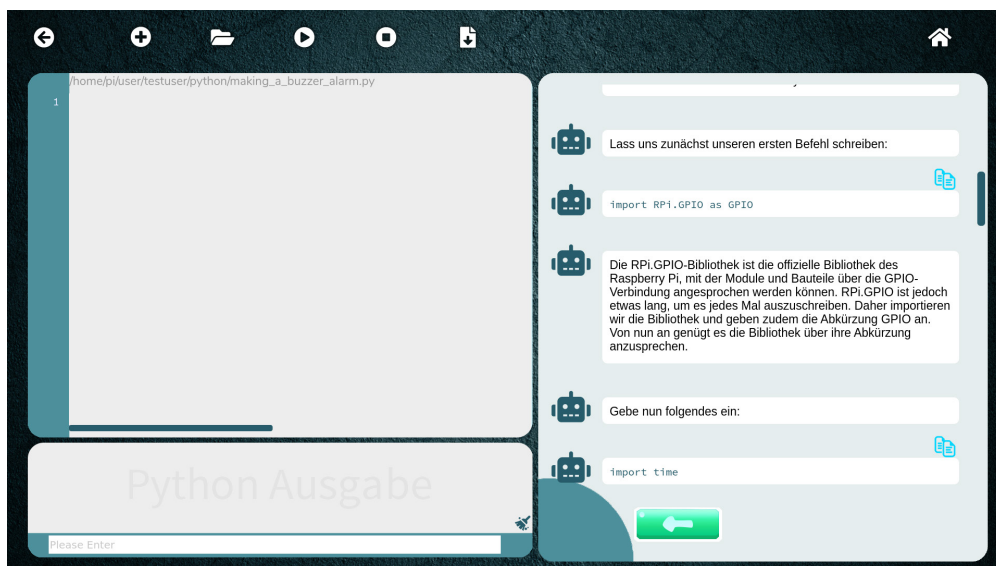 /home/pi/user/testuser/python/making_a_buzzer_alarm.py
1
Python Ausgabe
Please Enter
Lass uns zunächst unseren ersten Befehl schreiben:
import RPi.GPIO as GPIO
Die RPi.GPIO-Bibliothek ist die offizielle Bibliothek des
Raspberry Pi, mit der Module und Bauteile über die GPIO-
Verbindung angesprochen werden können. RPi.GPIO ist jedoch
etwas lang, um es jedes Mal auszuschreiben. Daher importieren
wir die Bibliothek und geben zudem die Abkürzung GPIO an.
Von nun an genügt es die Bibliothek über ihre Abkürzung
anzusprechen.
Gebe nun folgendes ein:
import time